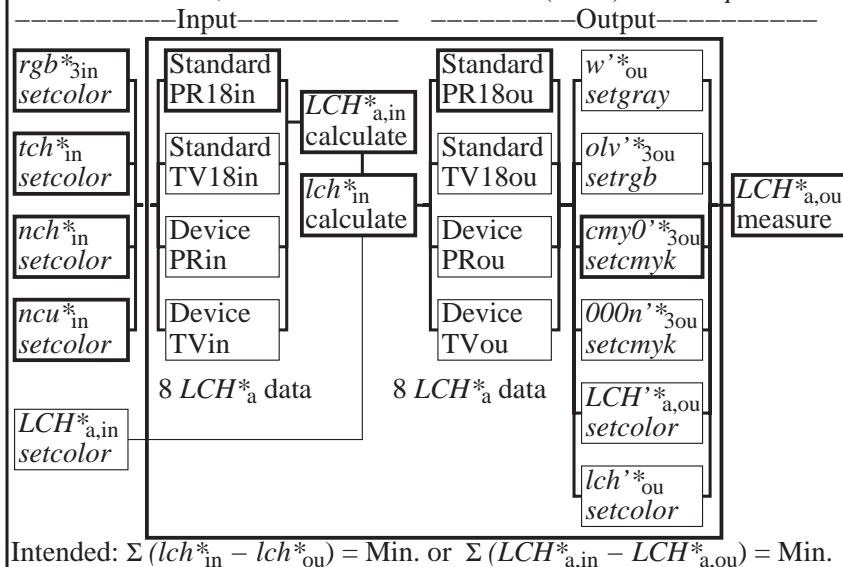 Input
Output
rgb*3in
setcolor
tch*in
setcolor
nch*in
setcolor
ncu*in
setcolor
LCH*a,in
setcolor
Standard
PR18in
Standard
TV18in
Device
PRin
Device
TVin
8 LCH*a data
LCH*a,in
calculate
lch*in
calculate
Standard
PR18ou
Standard
TV18ou
Device
PRou
Device
TVou
8 LCH*a data
w'*ou
setgray
olv'*3ou
setrgb
cmy0'*3ou
setcmyk
000n'*3ou
setcmyk
LCH'*a,ou
setcolor
lch'*ou
setcolor
LCH*a,ou
measure
Intended: Σ (lch*in – lch*ou) = Min. or Σ (LCH*a,in – LCH*a,ou) = Min.